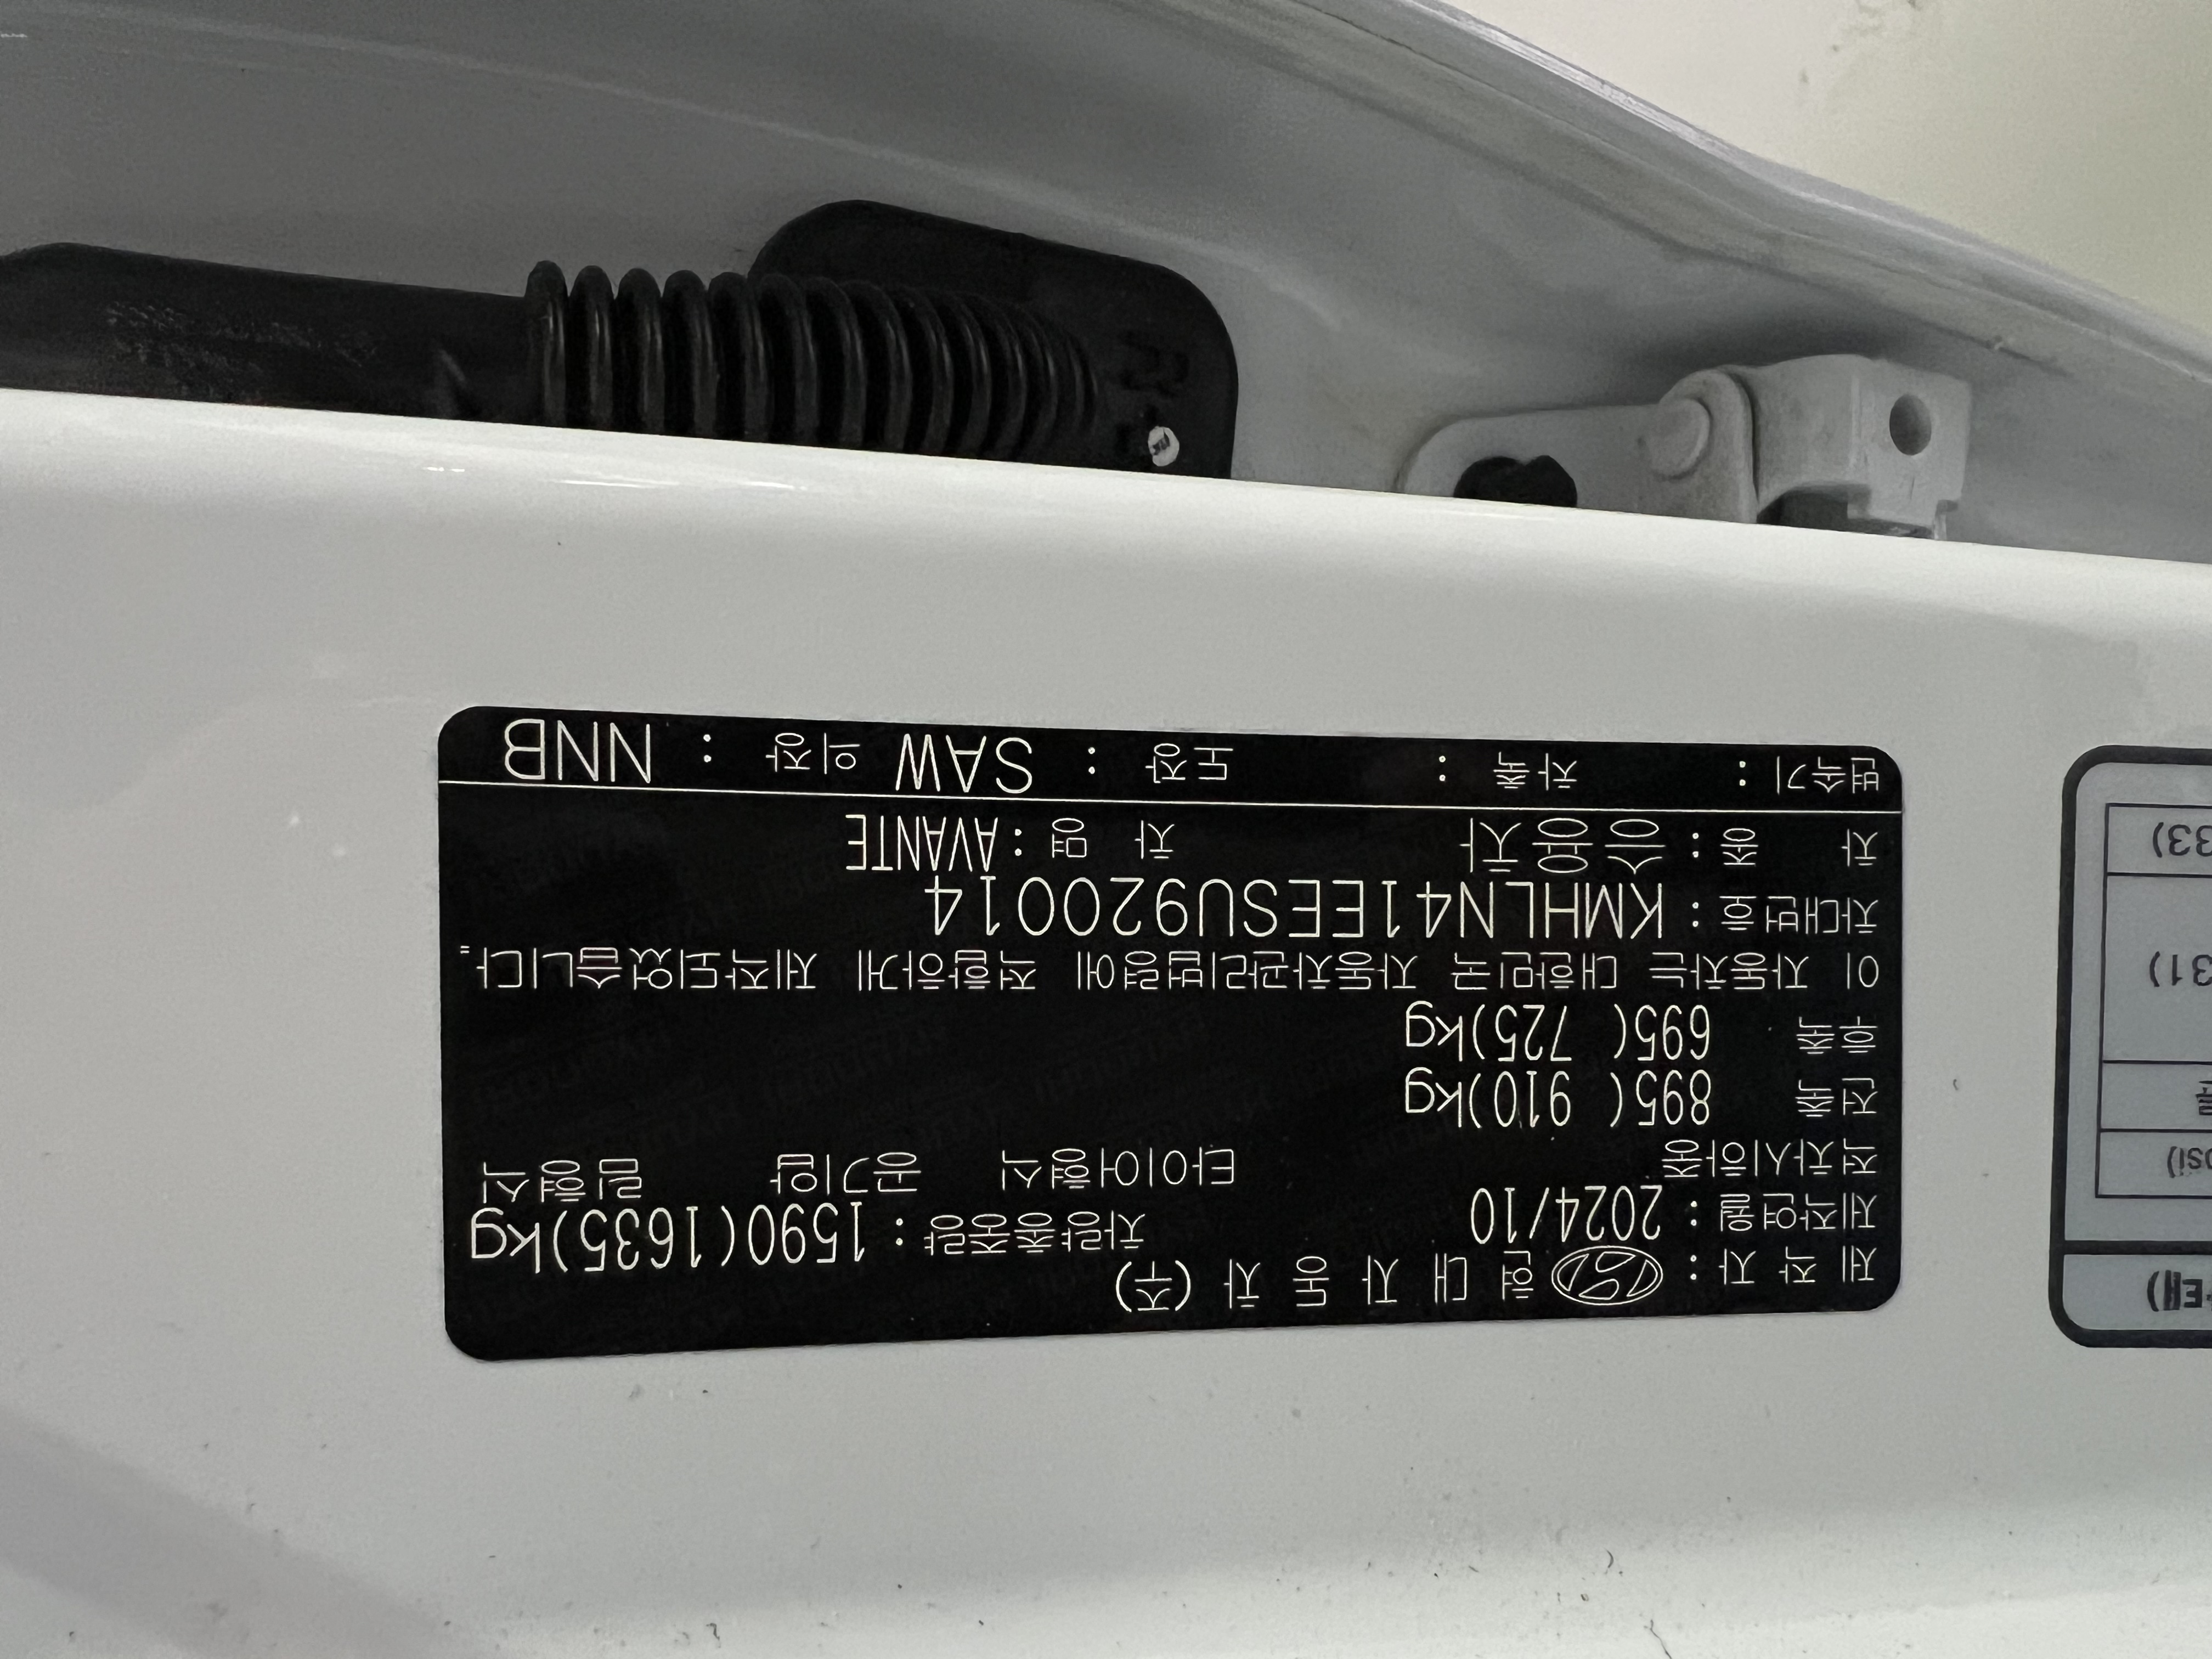 제 작 자 : 현 대 자 동 차 (주)
제작연월 : 2024/10 차량총중량 : 1590(1635)kg
적차시하중 타이어형식 공기압 림형식
전축 895( 910)kg
후축 695( 725)kg
이 자동차는 대한민국 자동차관리법령에 적합하게 제작되었습니다.
차대번호 : KMHLN41EESU920014
차 종 : 승용차 차 명 : AVANTE
변속기 : 차축 : 도장 : SAW 의장 : NNB
33)
31)